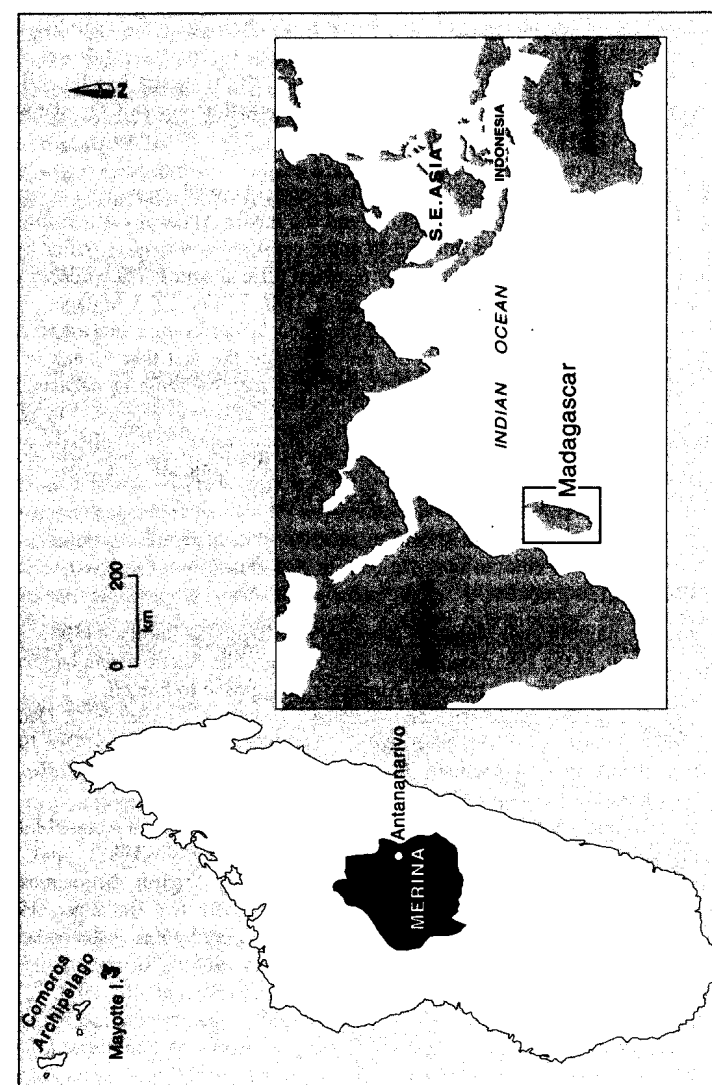 Comoros
Archipelago
Mayotte I.
MERINA
Antananarivo
0 200
km
N
Madagascar
INDIAN OCEAN
S.E.ASIA
INDONESIA